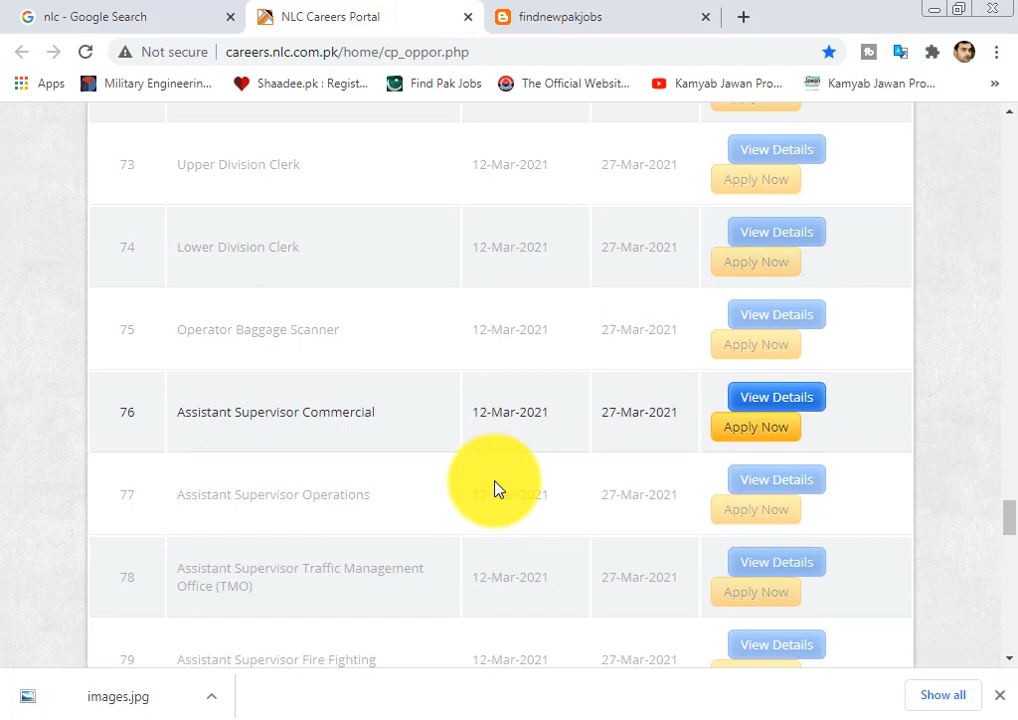 nlc - Google Search
NLC Careers Portal
findnewpakjobs
Not secure
careers.nlc.com.pk/home/cp_oppor.php
Apps
Military Engineerin...
Shaadee.pk : Regist...
Find Pak Jobs
The Official Websit...
Kamyab Jawan Pro...
Kamyab Jawan Pro...
»
73 Upper Division Clerk 12-Mar-2021 27-Mar-2021 View Details
Apply Now
74 Lower Division Clerk 12-Mar-2021 27-Mar-2021 View Details
Apply Now
75 Operator Baggage Scanner 12-Mar-2021 27-Mar-2021 View Details
Apply Now
76 Assistant Supervisor Commercial 12-Mar-2021 27-Mar-2021 View Details
Apply Now
77 Assistant Supervisor Operations 12-Mar-2021 27-Mar-2021 View Details
Apply Now
78 Assistant Supervisor Traffic Management
Office (TMO) 12-Mar-2021 27-Mar-2021 View Details
Apply Now
79 Assistant Supervisor Fire Fighting 12-Mar-2021 27-Mar-2021 View Details
images.jpg
Show all